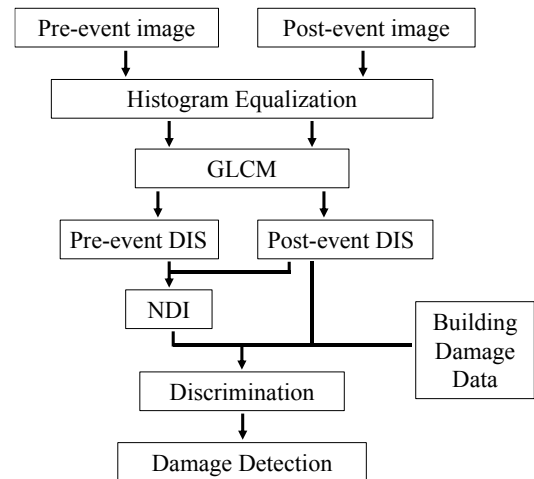 Pre-event image
Post-event image
Histogram Equalization
GLCM
Pre-event DIS
Post-event DIS
NDI
Building
Damage
Data
Discrimination
Damage Detection